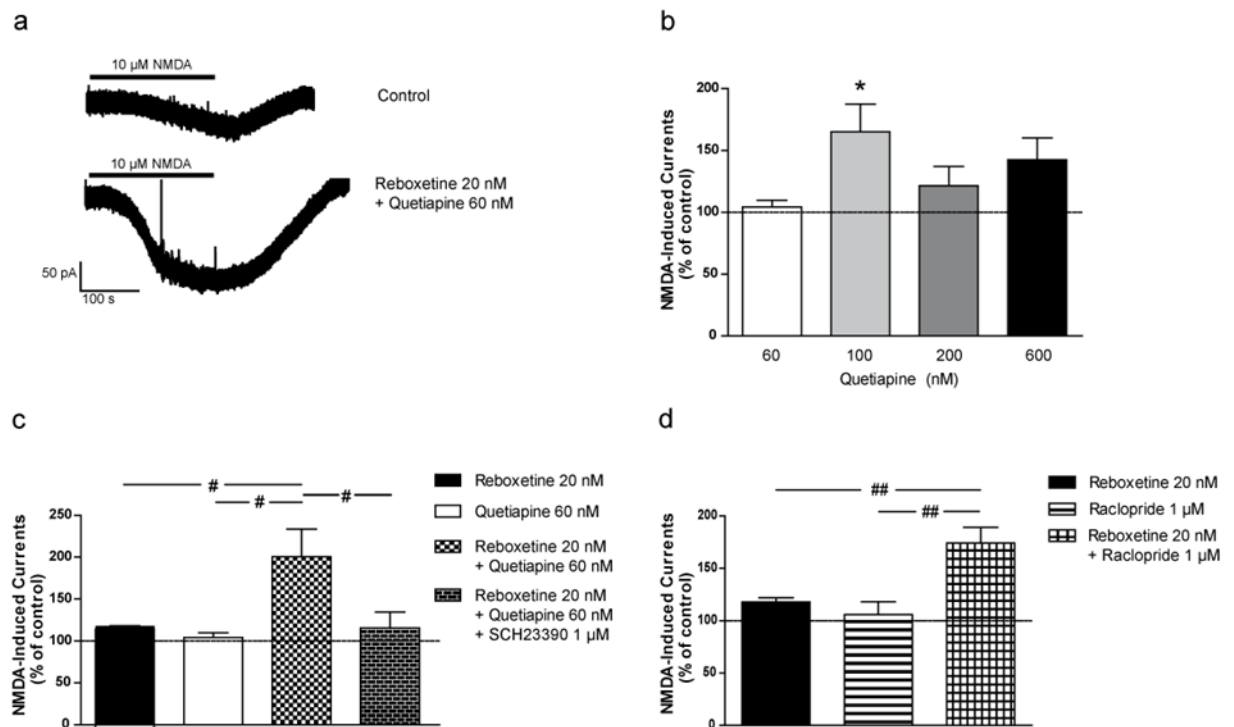 a
10 µM NMDA
Control
10 µM NMDA
Reboxetine 20 nM
+ Quetiapine 60 nM
50 pA
100 s
b
NMDA-Induced Currents
(% of control)
200
150
100
50
0
*
60 100 200 600
Quetiapine (nM)
c
NMDA-Induced Currents
(% of control)
250
200
150
100
50
0
#
#
#
Reboxetine 20 nM
Quetiapine 60 nM
Reboxetine 20 nM
+ Quetiapine 60 nM
Reboxetine 20 nM
+ Quetiapine 60 nM
+ SCH23390 1 µM
d
NMDA-Induced Currents
(% of control)
200
150
100
50
0
##
##
Reboxetine 20 nM
Raclopride 1 µM
Reboxetine 20 nM
+ Raclopride 1 µM